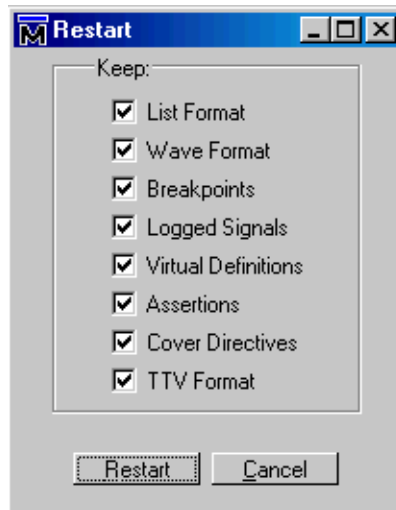 Restart
Keep:
List Format
Wave Format
Breakpoints
Logged Signals
Virtual Definitions
Assertions
Cover Directives
TTV Format
Restart
Cancel